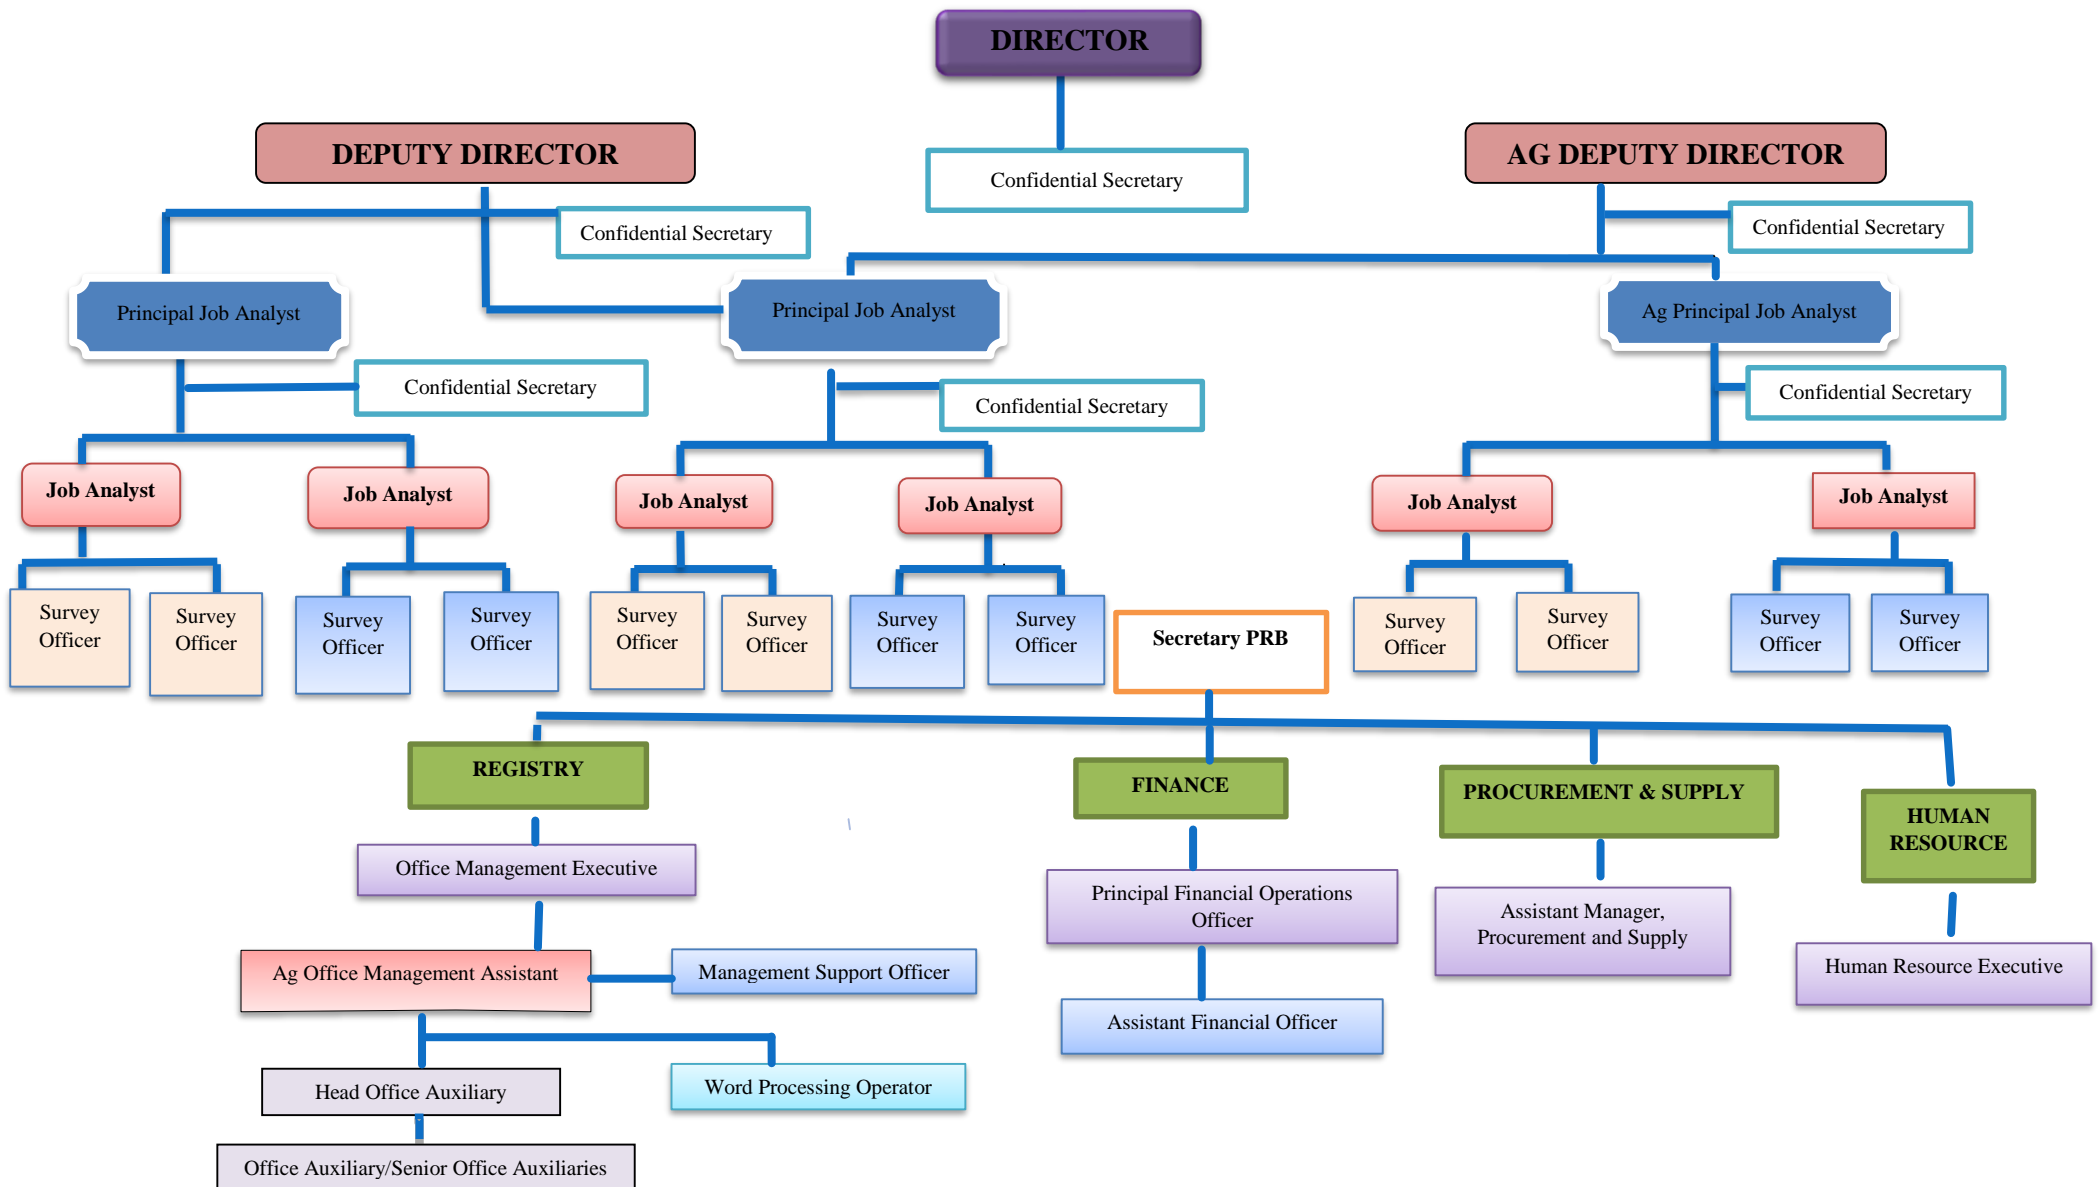 DIRECTOR
DEPUTY DIRECTOR
AG DEPUTY DIRECTOR
Confidential Secretary
Confidential Secretary
Confidential Secretary
Principal Job Analyst
Principal Job Analyst
Ag Principal Job Analyst
Confidential Secretary
Confidential Secretary
Confidential Secretary
Job Analyst
Job Analyst
Job Analyst
Job Analyst
Job Analyst
Job Analyst
Survey
Officer
Survey
Officer
Survey
Officer
Survey
Officer
Survey
Officer
Survey
Officer
Survey
Officer
Survey
Officer
Secretary PRB
Survey
Officer
Survey
Officer
Survey
Officer
Survey
Officer
REGISTRY
FINANCE
PROCUREMENT & SUPPLY
HUMAN
RESOURCE
Office Management Executive
Principal Financial Operations
Officer
Assistant Manager,
Procurement and Supply
Human Resource Executive
Ag Office Management Assistant
Management Support Officer
Assistant Financial Officer
Head Office Auxiliary
Word Processing Operator
Office Auxiliary/Senior Office Auxiliaries